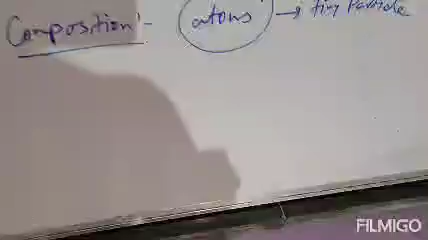 Composition :- atoms → tiny Particle
FILMIGO